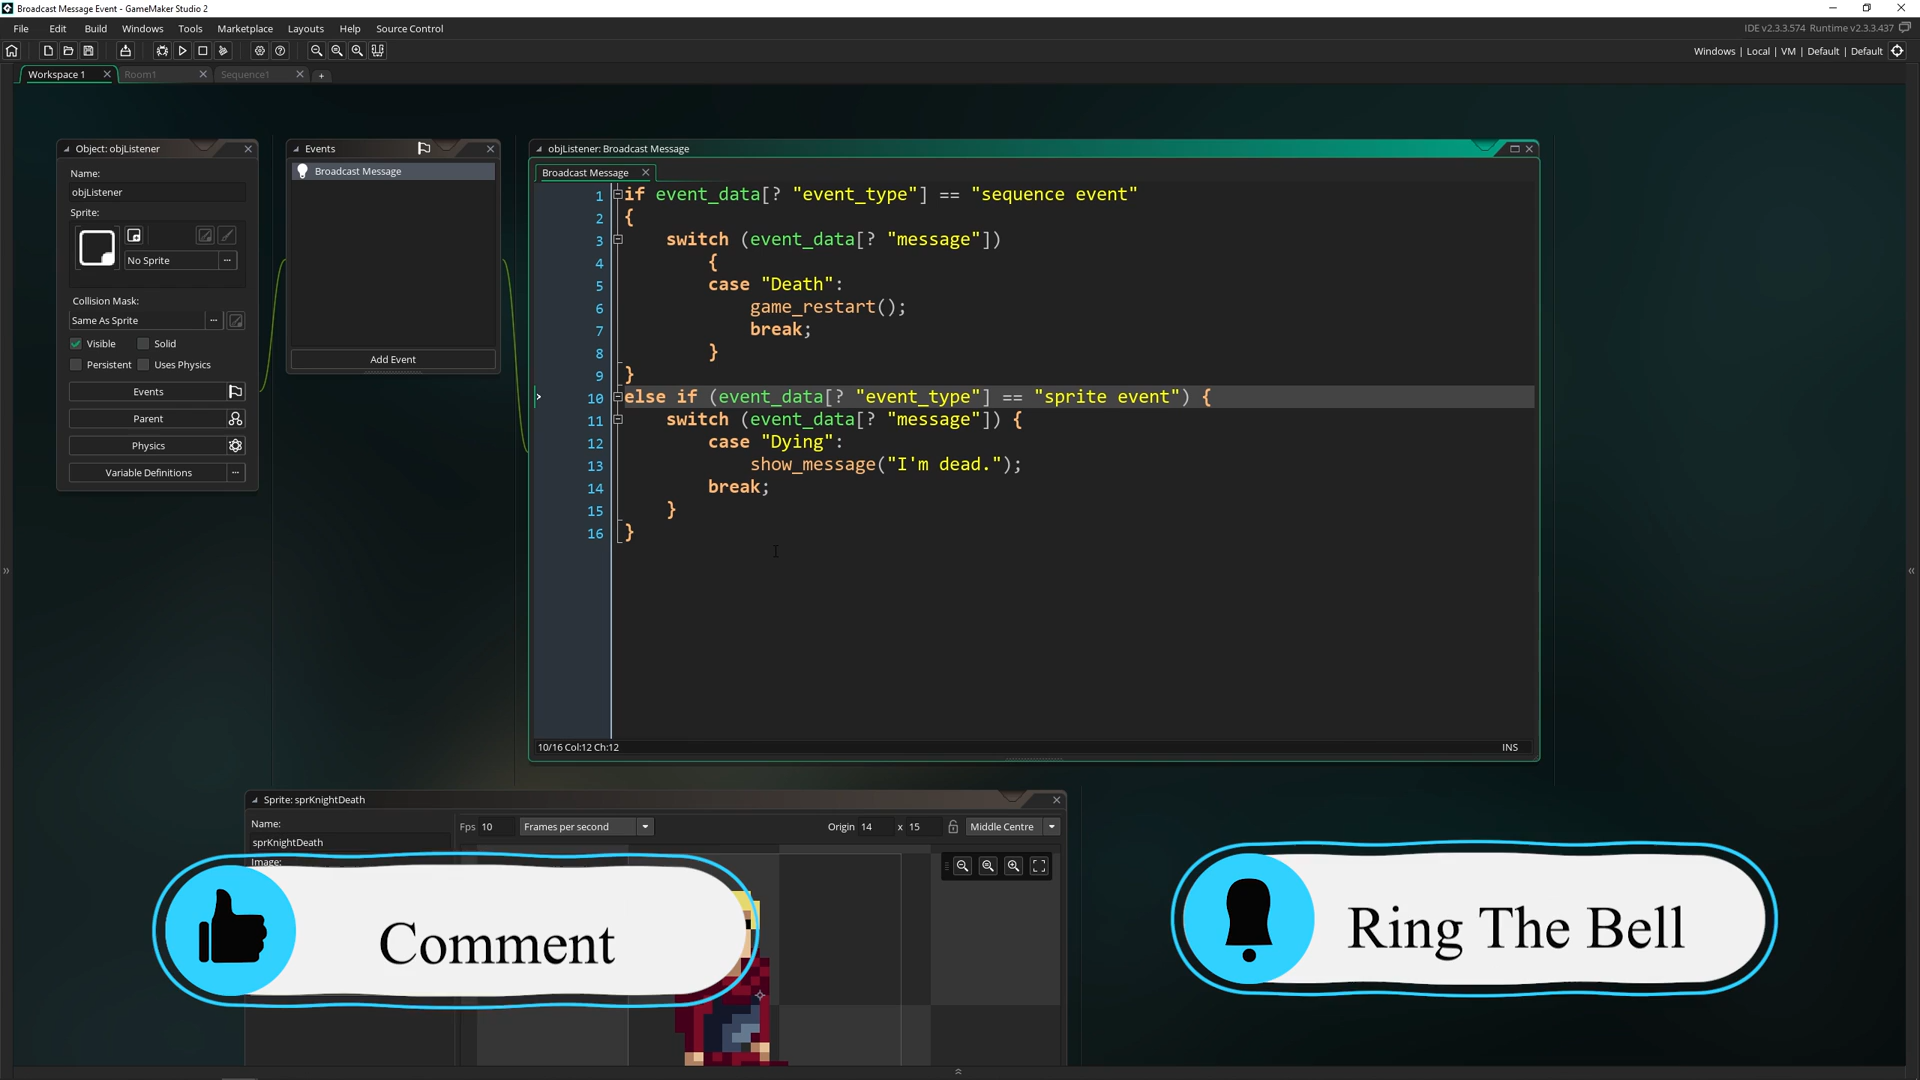 Broadcast Message Event - GameMaker Studio 2
File Edit Build Windows Tools Marketplace Layouts Help Source Control
IDE v2.3.3.574 Runtime v2.3.3.437
Windows | Local | VM | Default | Default
Workspace 1 Room1 Sequence1 +
Object: objListener
Name:
objListener
Sprite:
No Sprite
Collision Mask:
Same As Sprite
Visible Solid
Persistent Uses Physics
Events
Parent
Physics
Variable Definitions
Events
Broadcast Message
Add Event
objListener: Broadcast Message
Broadcast Message
1 if event_data[? "event_type"] == "sequence event"
2 {
3 switch (event_data[? "message"])
4 {
5 case "Death":
6 game_restart();
7 break;
8 }
9 }
10 else if (event_data[? "event_type"] == "sprite event") {
11 switch (event_data[? "message"]) {
12 case "Dying":
13 show_message("I'm dead.");
14 break;
15 }
16 }
10/16 Col:12 Ch:12 INS
Sprite: sprKnightDeath
Name:
sprKnightDeath
Image:
Fps 10 Frames per second Origin 14 x 15 Middle Centre
Comment
Ring The Bell